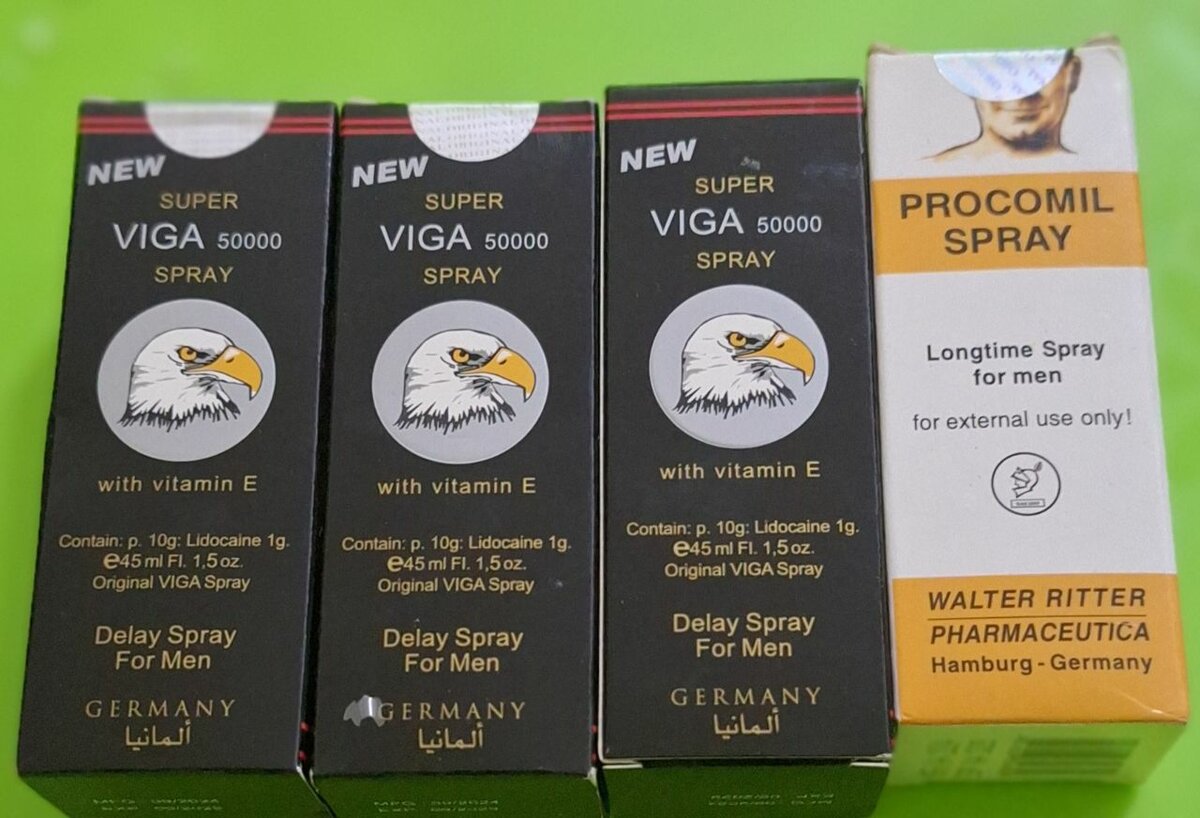 NEW
SUPER
VIGA 50000
SPRAY
with vitamin E
Contain: p. 10g: Lidocaine 1g.
e45 ml Fl. 1,5 oz.
Original VIGA Spray
Delay Spray
For Men
GERMANY
ألمانيا
NEW
SUPER
VIGA 50000
SPRAY
with vitamin E
Contain: p. 10g: Lidocaine 1g.
e45 ml Fl. 1,5 oz.
Original VIGA Spray
Delay Spray
For Men
GERMANY
ألمانيا
NEW
SUPER
VIGA 50000
SPRAY
with vitamin E
Contain: p. 10g: Lidocaine 1g.
e45 ml Fl. 1,5 oz.
Original VIGA Spray
Delay Spray
For Men
GERMANY
ألمانيا
PROCOMIL
SPRAY
Longtime Spray
for men
for external use only!
WALTER RITTER
PHARMACEUTICA
Hamburg - Germany